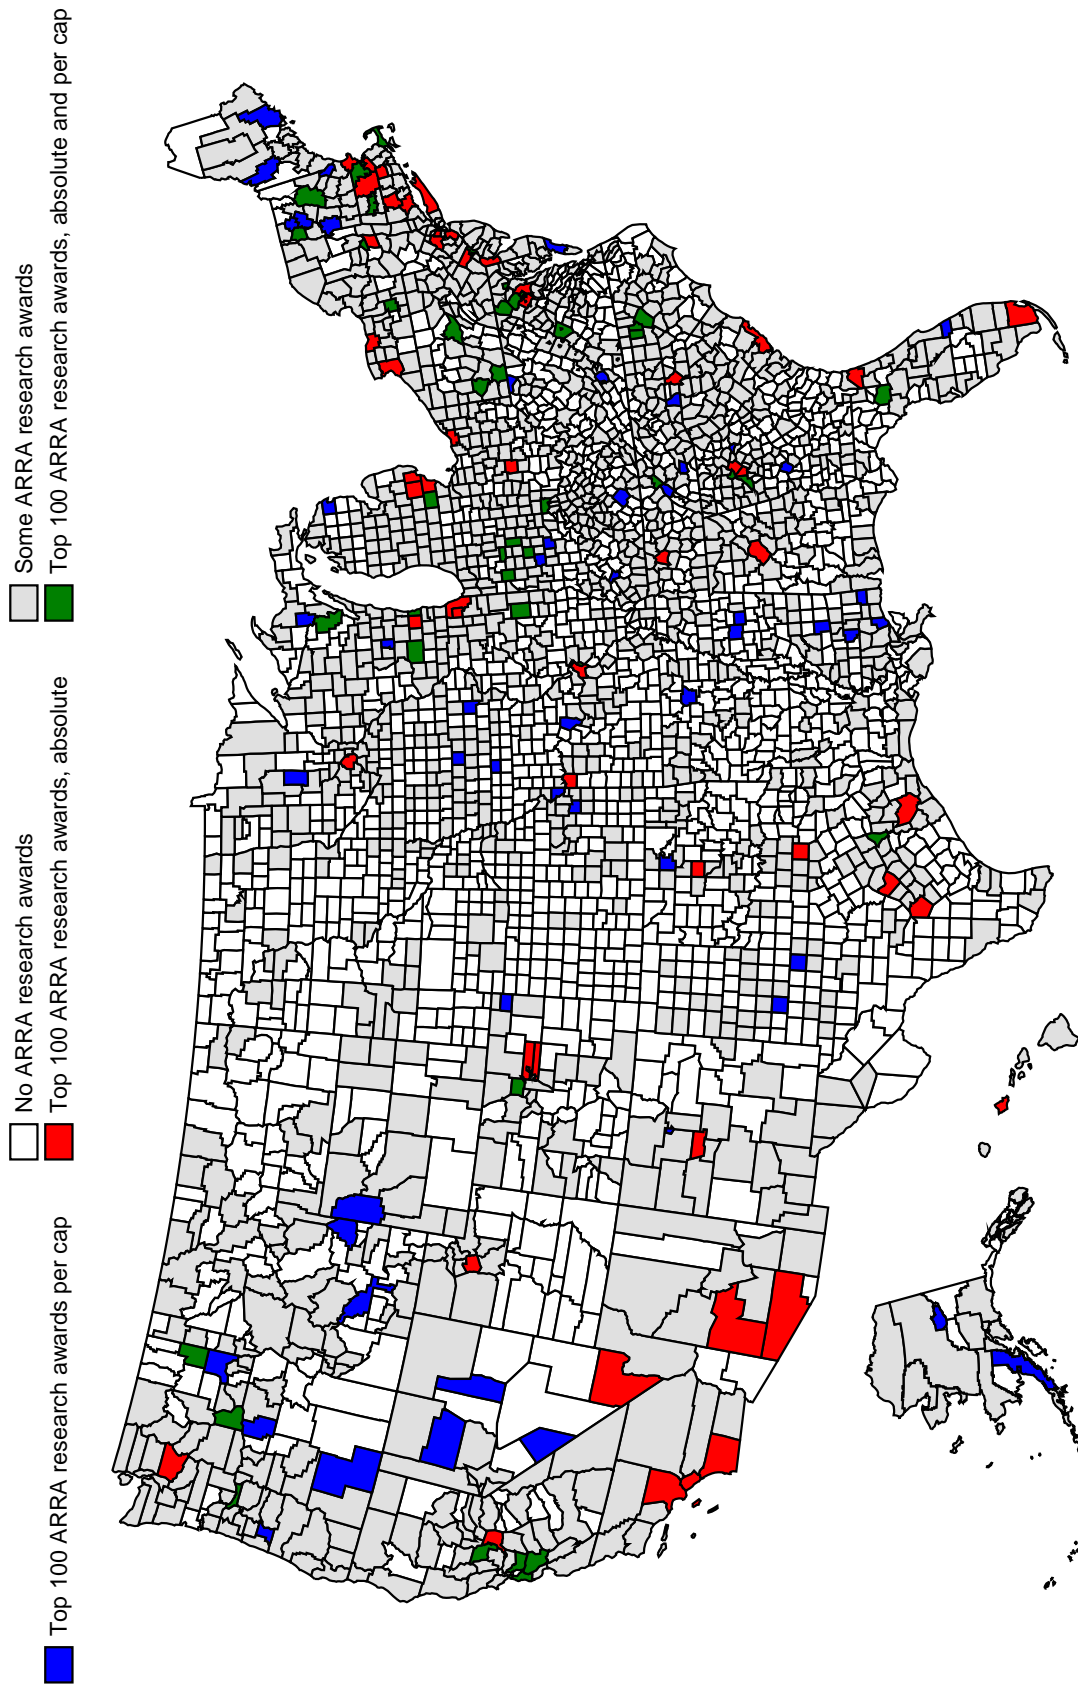 No ARRA research awards
Some ARRA research awards
Top 100 ARRA research awards per cap
Top 100 ARRA research awards, absolute
Top 100 ARRA research awards, absolute and per cap